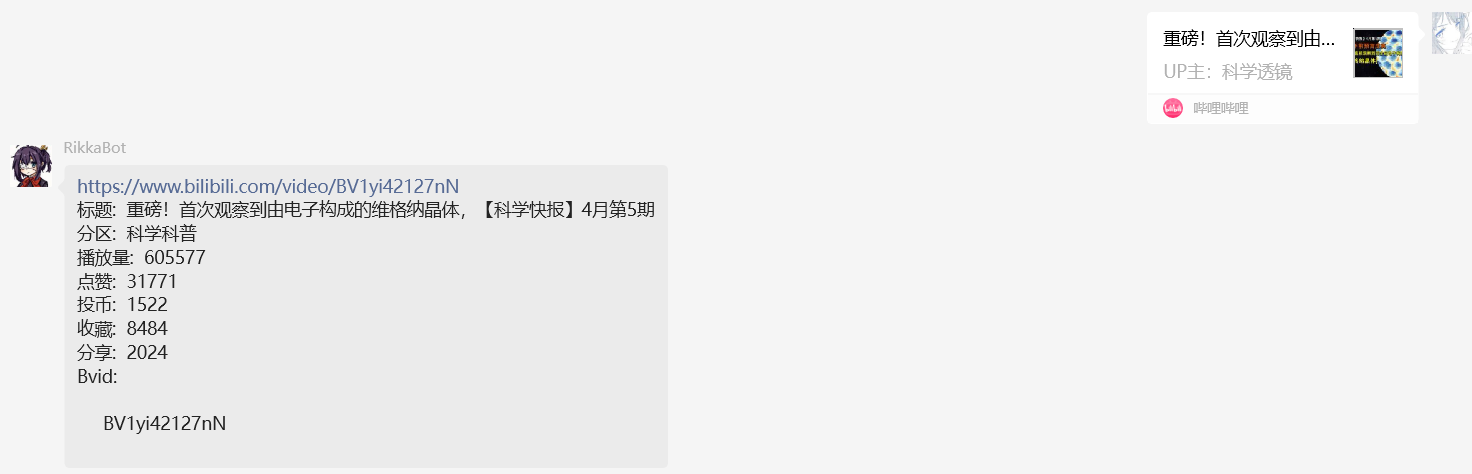 重磅！首次观察到由...
UP主：科学透镜
哔哩哔哩
RikkaBot
https://www.bilibili.com/video/BV1yi42127nN
标题：重磅！首次观察到由电子构成的维格纳晶体，【科学快报】4月第5期
分区：科学科普
播放量：605577
点赞：31771
投币：1522
收藏：8484
分享：2024
Bvid:
BV1yi42127nN